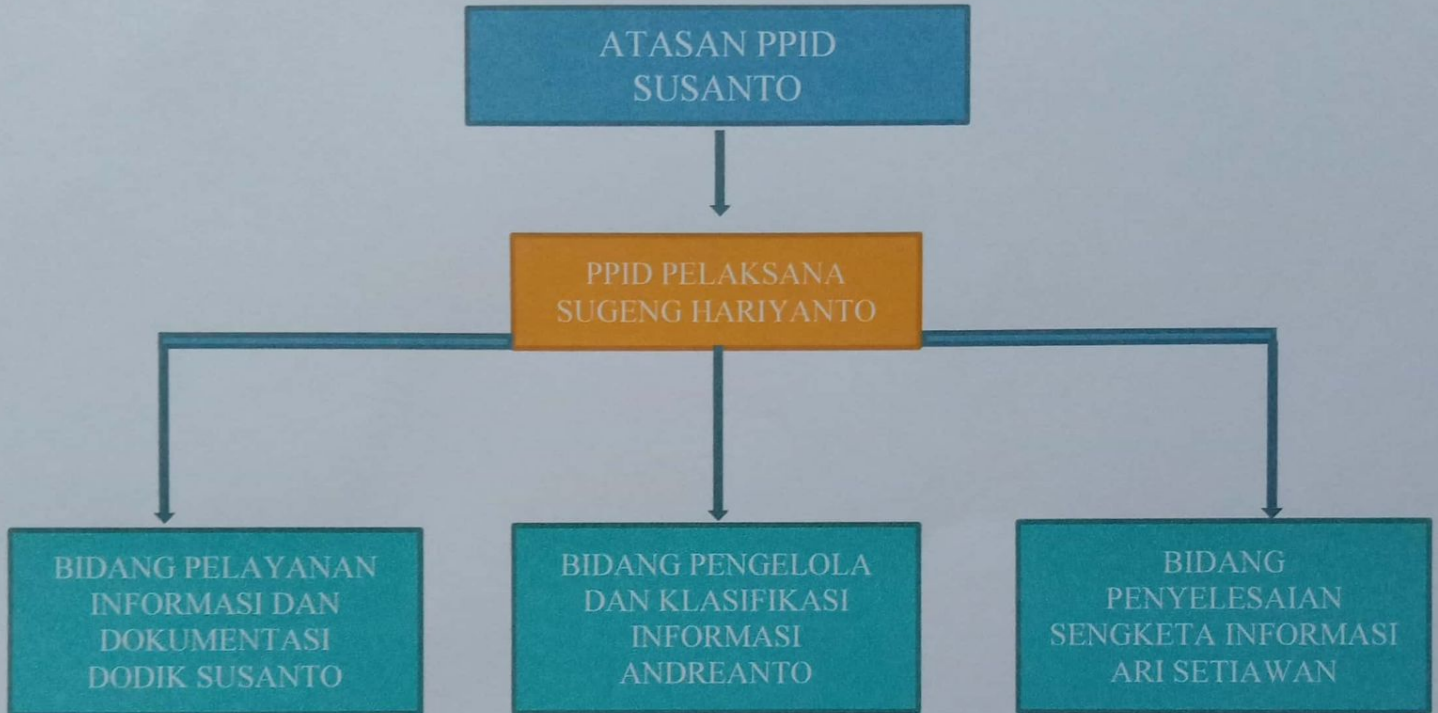 ATASAN PPID
SUSANTO
PPID PELAKSANA
SUGENG HARIYANTO
BIDANG PELAYANAN
INFORMASI DAN
DOKUMENTASI
DODIK SUSANTO
BIDANG PENGELOLA
DAN KLASIFIKASI
INFORMASI
ANDREANTO
BIDANG
PENYELESAIAN
SENGKETA INFORMASI
ARI SETIAWAN